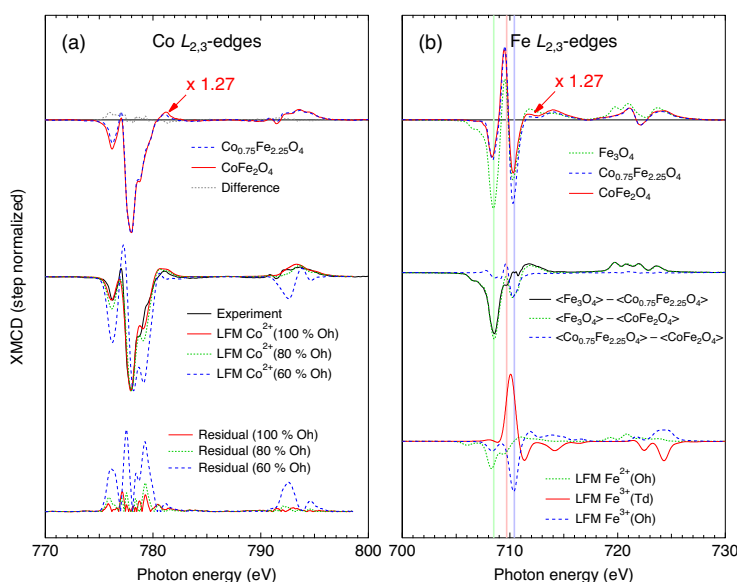 (a) Co L2,3-edges
x 1.27
Co0.75Fe2.25O4
CoFe2O4
Difference
Experiment
LFM Co2+(100 % Oh)
LFM Co2+(80 % Oh)
LFM Co2+(60 % Oh)
Residual (100 % Oh)
Residual (80 % Oh)
Residual (60 % Oh)
XMCD (step normalized)
770 780 790 800
Photon energy (eV)
(b) Fe L2,3-edges
x 1.27
Fe3O4
Co0.75Fe2.25O4
CoFe2O4
<Fe3O4> – <Co0.75Fe2.25O4>
<Fe3O4> – <CoFe2O4>
<Co0.75Fe2.25O4> – <CoFe2O4>
LFM Fe2+(Oh)
LFM Fe3+(Td)
LFM Fe3+(Oh)
700 710 720 730
Photon energy (eV)